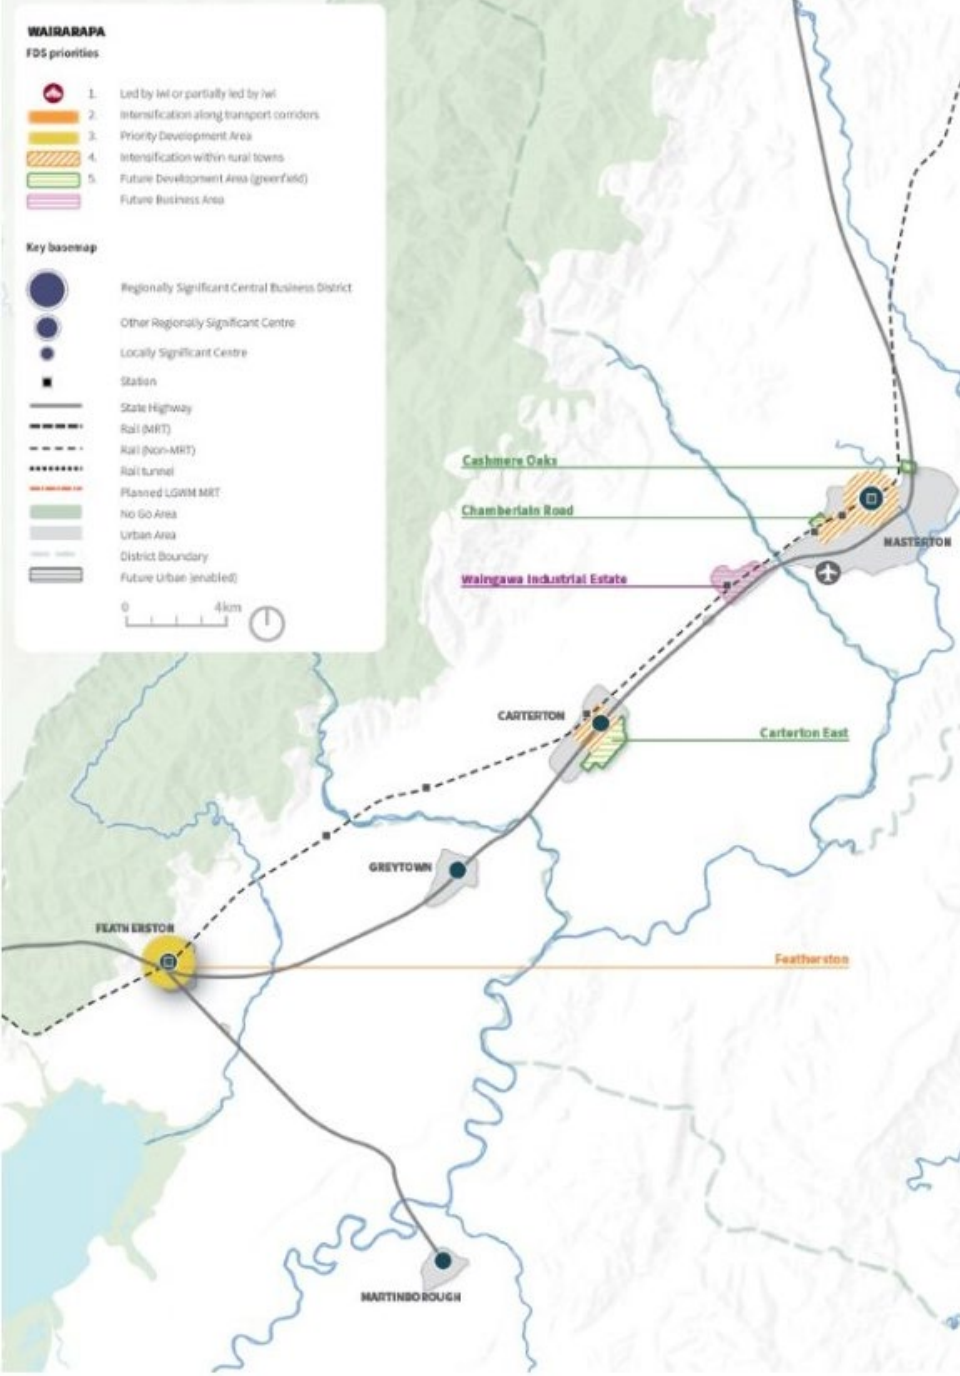 WAIRARAPA
FDS priorities
1. Led by iwi or partially led by iwi
2. Intensification along transport corridors
3. Priority Development Area
4. Intensification within rural towns
5. Future Development Area (greenfield)
Future Business Area
Key basemap
Regionally Significant Central Business District
Other Regionally Significant Centre
Locally Significant Centre
Station
State Highway
Rail (MRT)
Rail (Non-MRT)
Rail tunnel
Planned LGWM MRT
No Go Area
Urban Area
District Boundary
Future Urban (enabled)
0 4km
Cashmere Oaks
Chamberlain Road
MASTERTON
Waingawa Industrial Estate
CARTERTON
Carterton East
GREYTOWN
FEATHERSTON
Featherston
MARTINBOROUGH